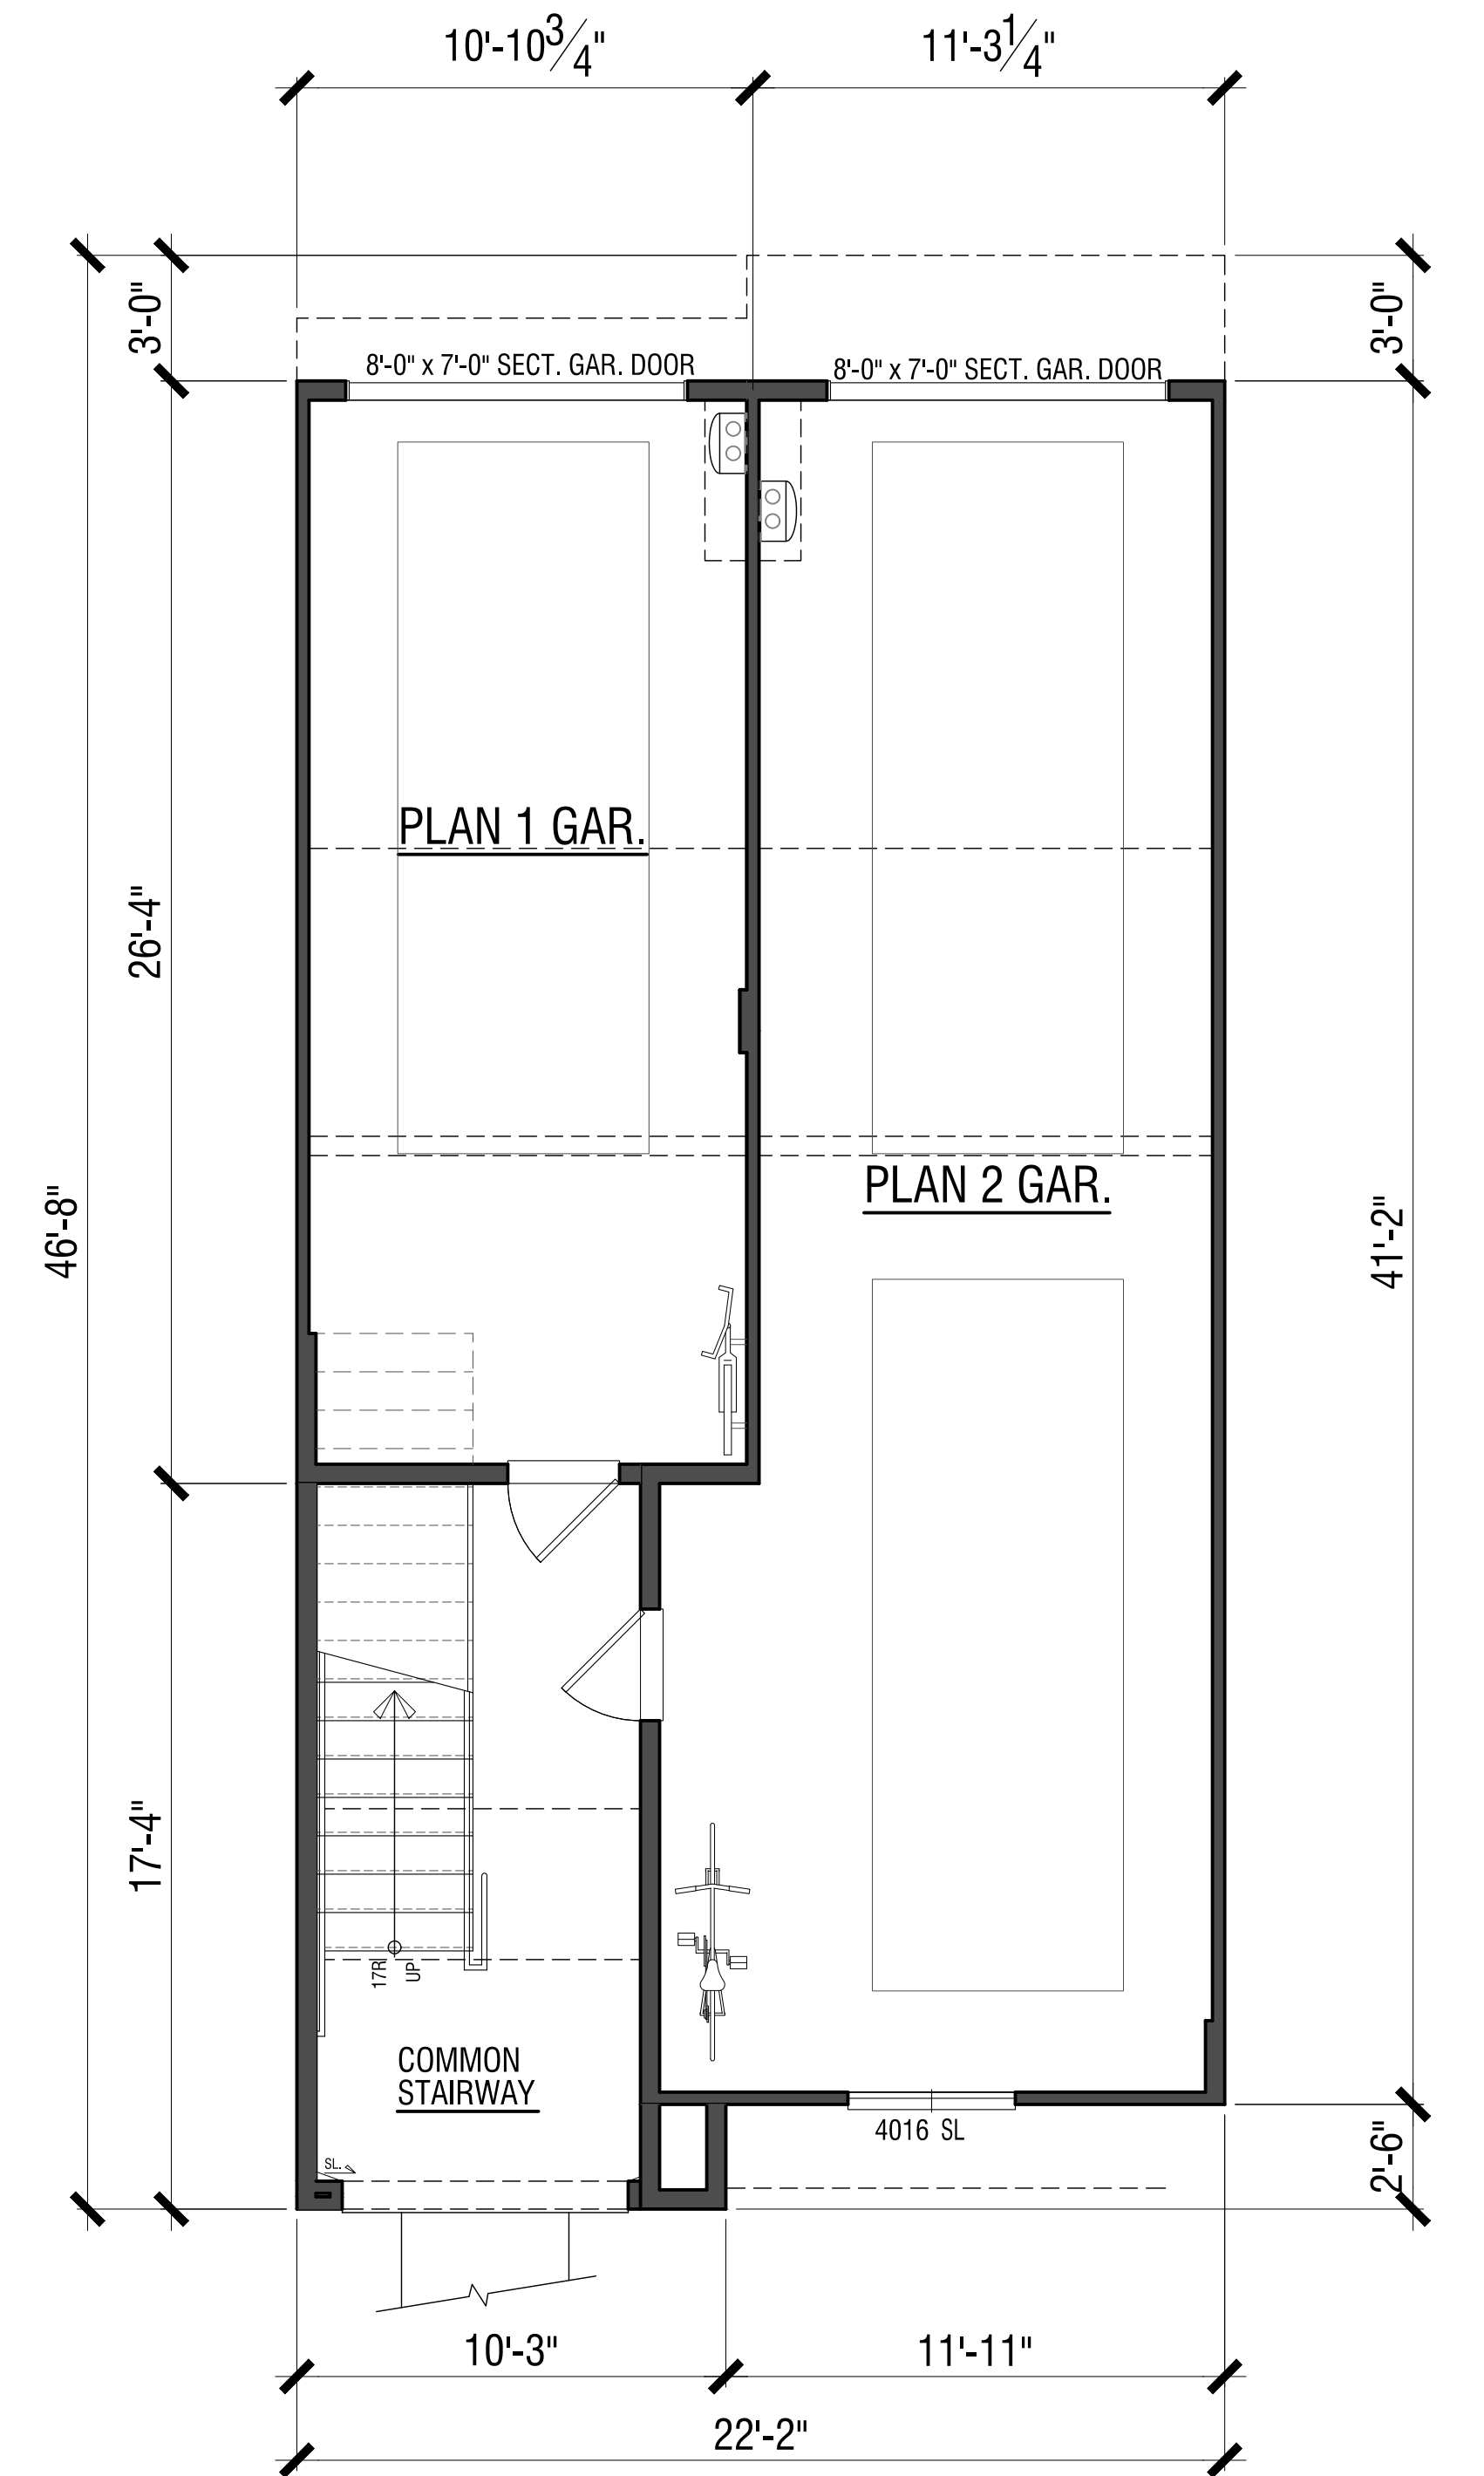 10'-10 3/4"
11'-3 1/4"
3'-0"
3'-0"
8'-0" x 7'-0" SECT. GAR. DOOR
8'-0" x 7'-0" SECT. GAR. DOOR
PLAN 1 GAR.
26'-4"
PLAN 2 GAR.
46'-8"
41'-2"
17'-4"
17R
UP
COMMON
STAIRWAY
4016 SL
SL.
2'-6"
10'-3"
11'-11"
22'-2"